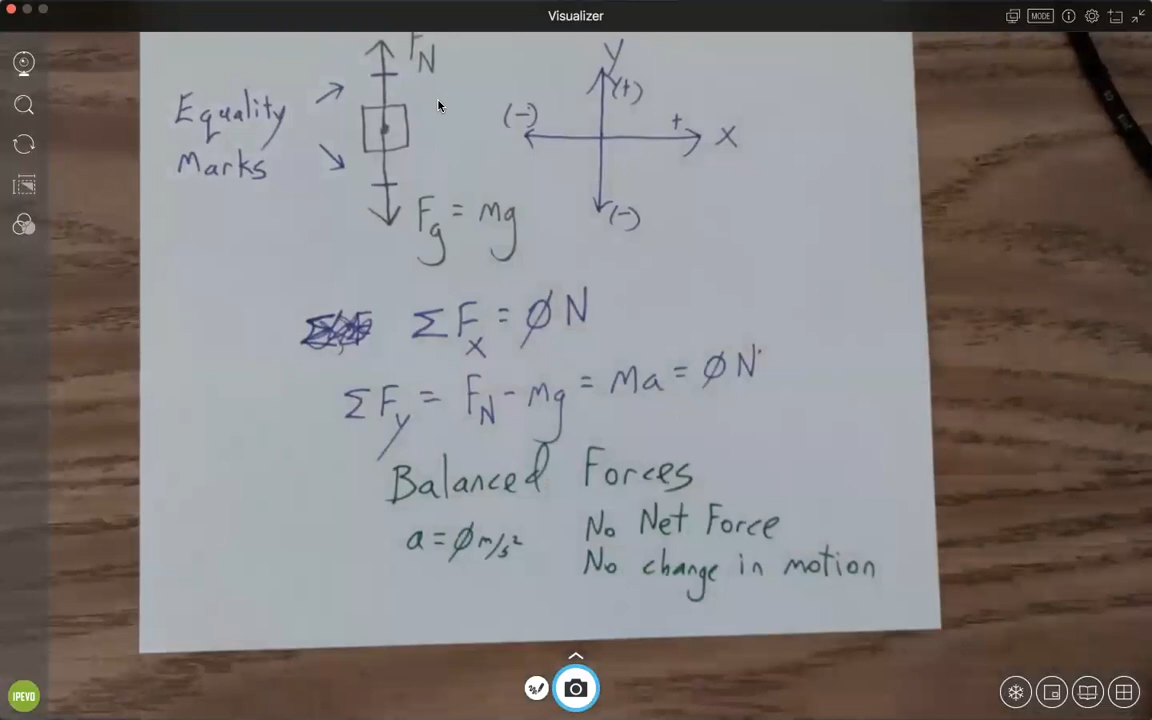 Visualizer
MODE
F_N
Y
(+)
Equality
Marks
(-)
+
X
F_g = mg
(-)
ΣF_x = ∅ N
ΣF_y = F_N - mg = ma = ∅ N
Balanced Forces
a = ∅ m/s²
No Net Force
No change in motion
IPEVO